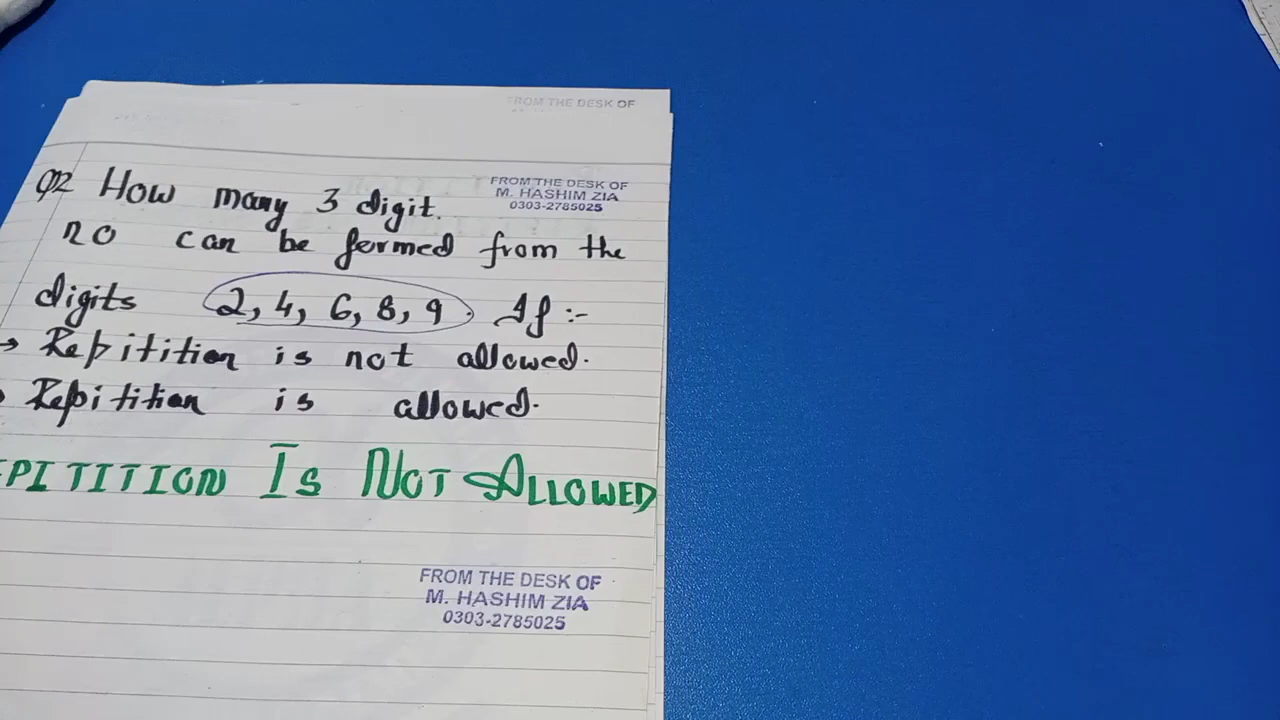 FROM THE DESK OF
Q2 How many 3 digit.
FROM THE DESK OF
M. HASHIM ZIA
0303-2785025
no can be formed from the
digits 2, 4, 6, 8, 9. If :-
→ Repitition is not allowed.
Repitition is allowed.
EPITITION IS NOT ALLOWED
FROM THE DESK OF
M. HASHIM ZIA
0303-2785025